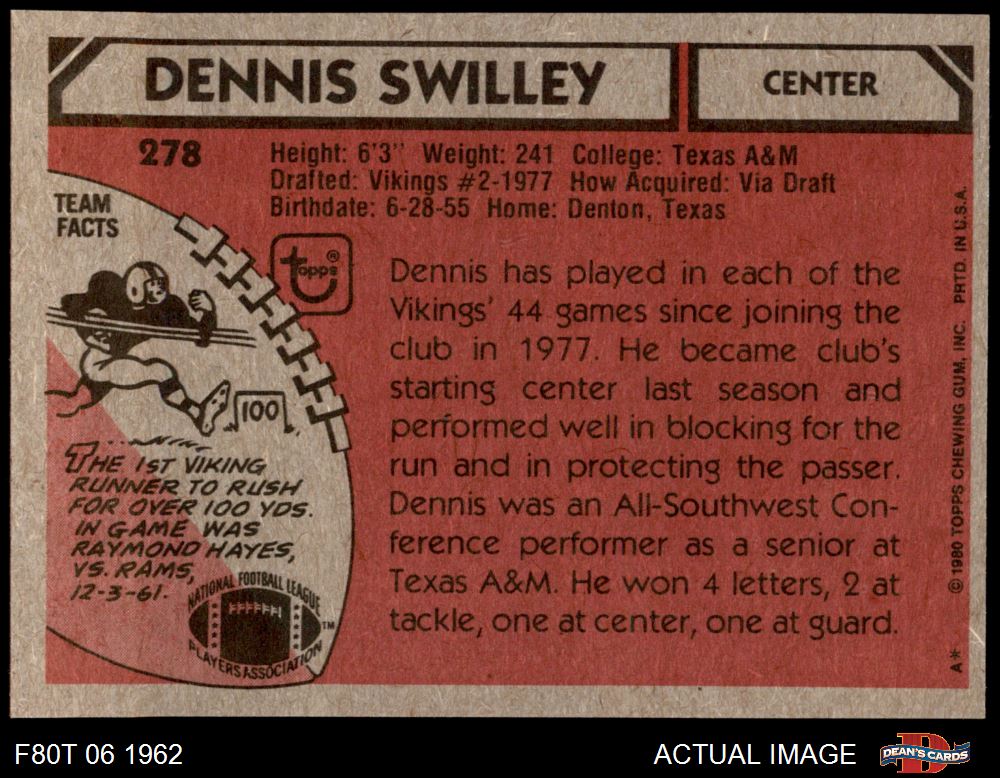 DENNIS SWILLEY
CENTER
278
Height: 6'3" Weight: 241 College: Texas A&M
Drafted: Vikings #2-1977 How Acquired: Via Draft
Birthdate: 6-28-55 Home: Denton, Texas
TEAM
FACTS
topps®
100
THE 1ST VIKING
RUNNER TO RUSH
FOR OVER 100 YDS.
IN GAME WAS
RAYMOND HAYES,
VS. RAMS,
12-3-61.
NATIONAL FOOTBALL LEAGUE
PLAYERS ASSOCIATION
TM
Dennis has played in each of the
Vikings' 44 games since joining the
club in 1977. He became club's
starting center last season and
performed well in blocking for the
run and in protecting the passer.
Dennis was an All-Southwest Con-
ference performer as a senior at
Texas A&M. He won 4 letters, 2 at
tackle, one at center, one at guard.
A* © 1980 TOPPS CHEWING GUM, INC. PRTD. IN U.S.A.
F80T 06 1962
ACTUAL IMAGE
D
DEAN'S CARDS